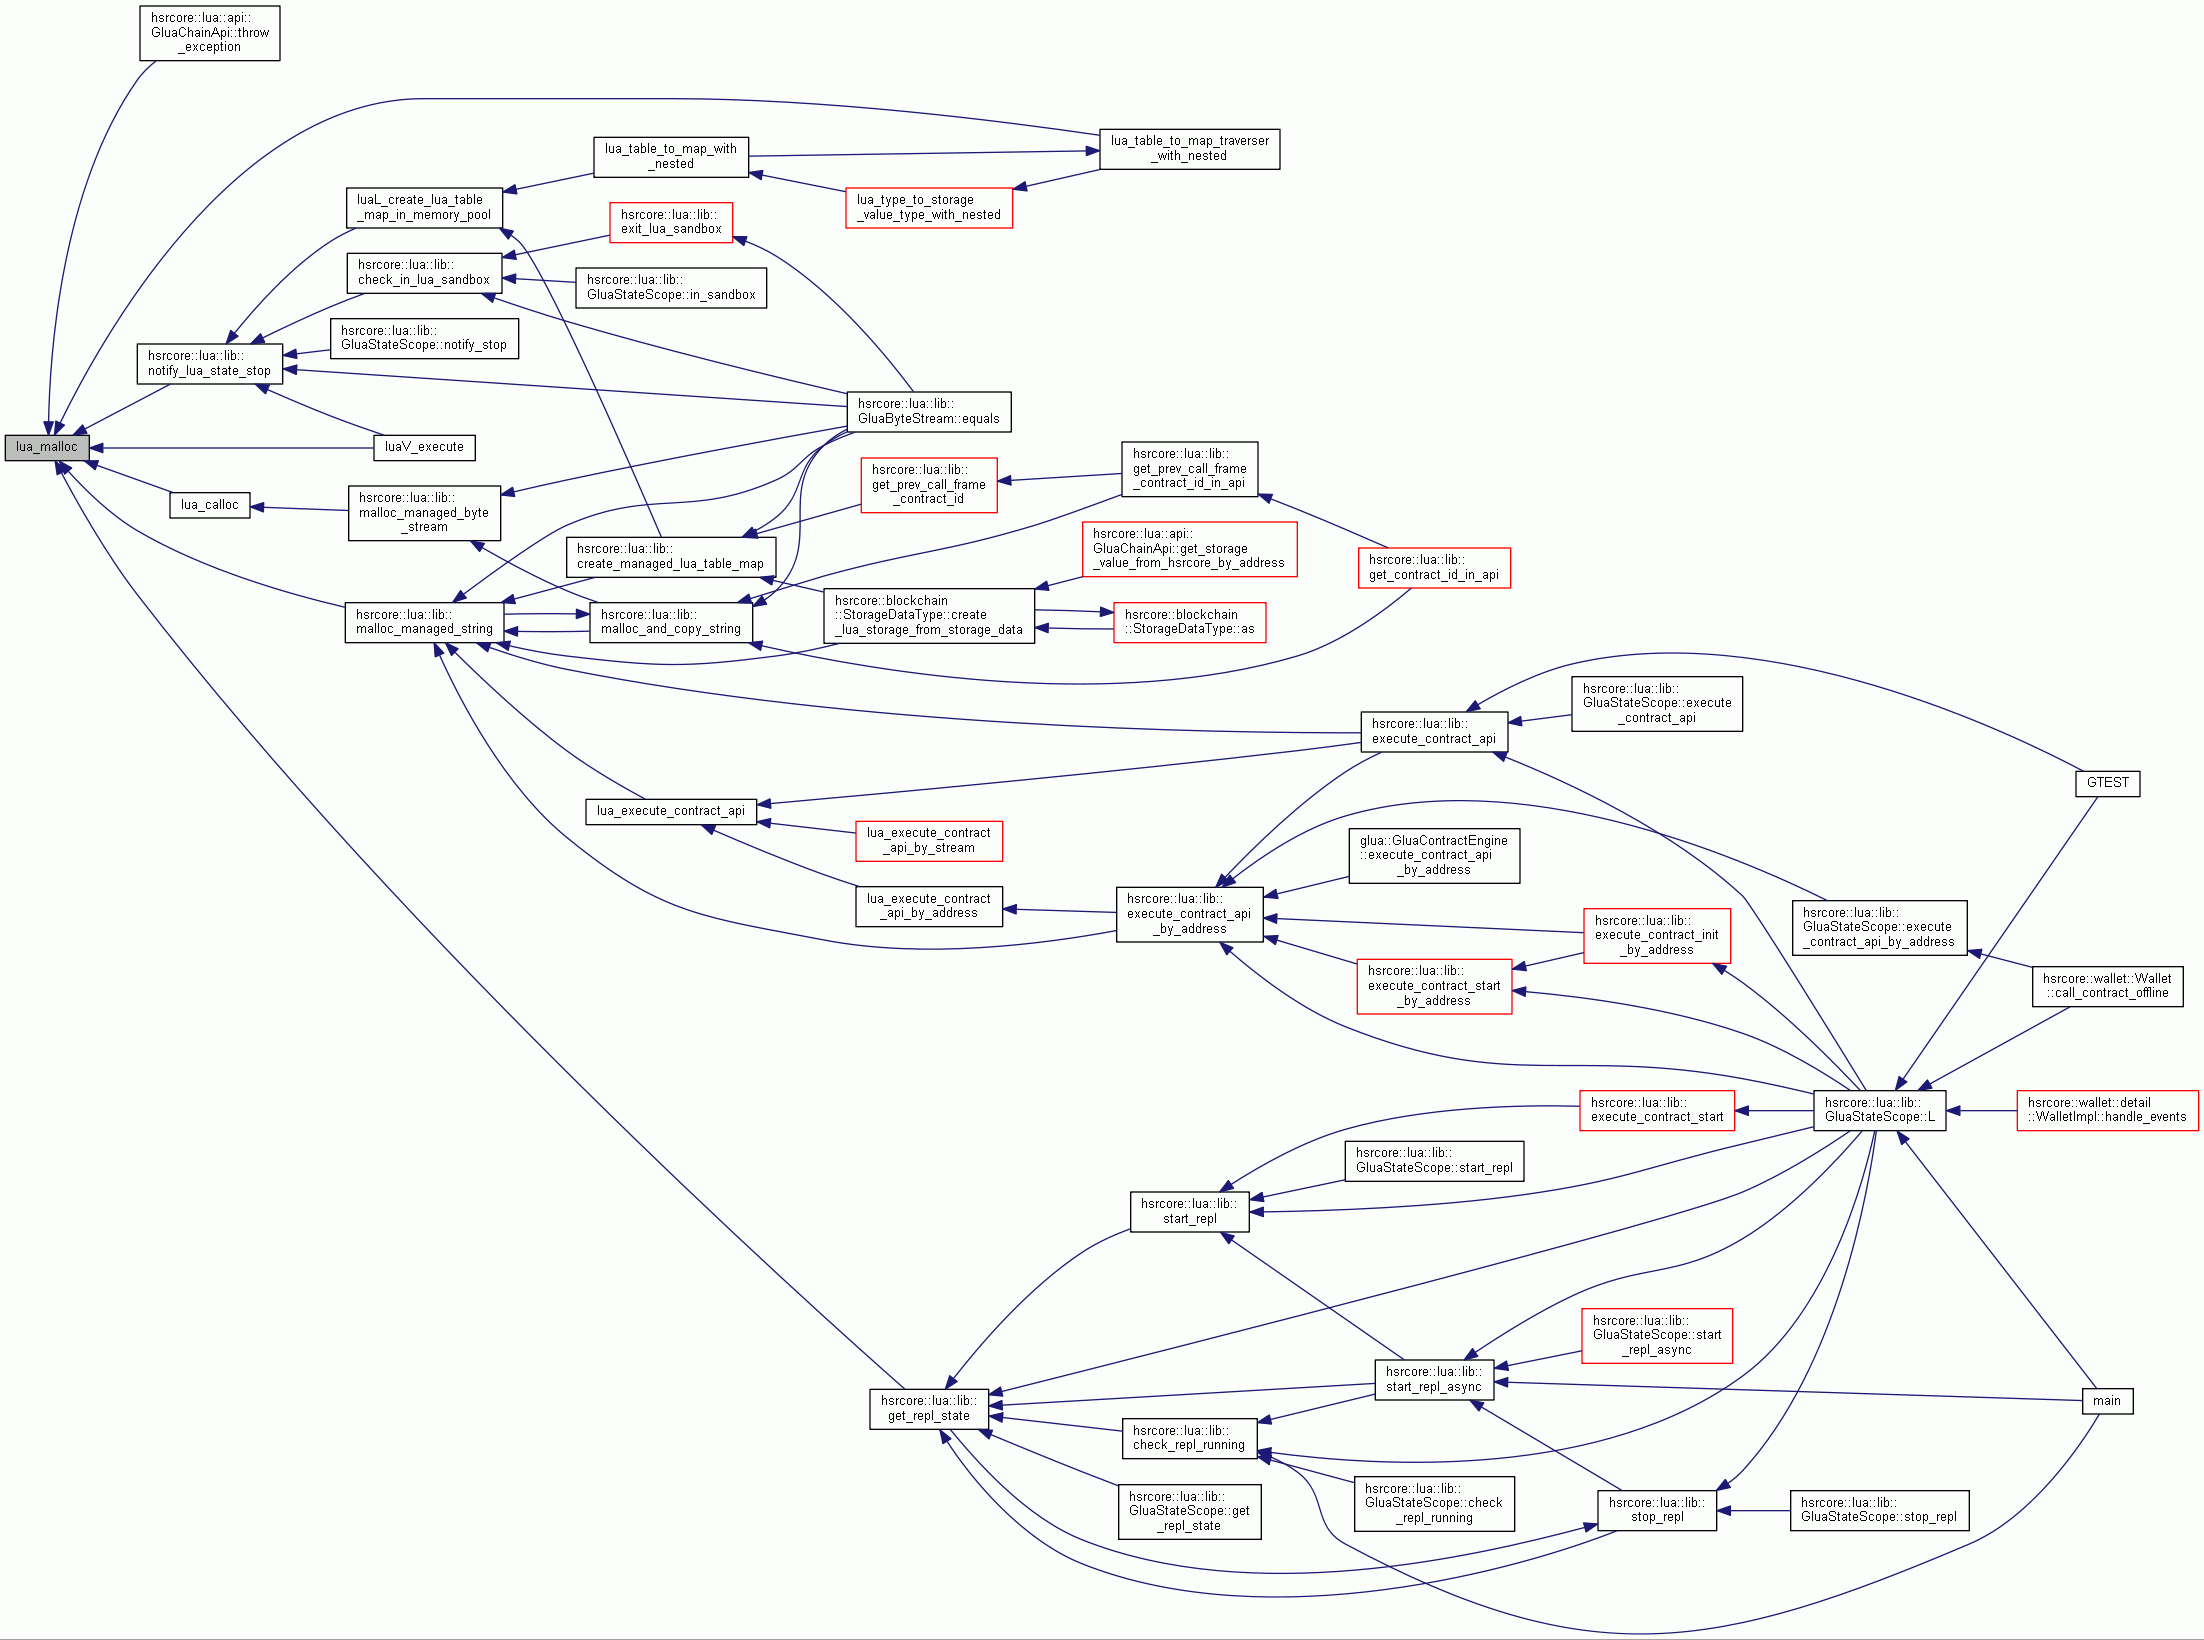 hsrcore::lua::api::
GluaChainApi::throw
_exception
lua_table_to_map_traverser
_with_nested
lua_table_to_map_with
_nested
lua_type_to_storage
_value_type_with_nested
luaL_create_lua_table
_map_in_memory_pool
hsrcore::lua::lib::
exit_lua_sandbox
hsrcore::lua::lib::
check_in_lua_sandbox
hsrcore::lua::lib::
GluaStateScope::in_sandbox
hsrcore::lua::lib::
GluaStateScope::notify_stop
hsrcore::lua::lib::
notify_lua_state_stop
hsrcore::lua::lib::
GluaByteStream::equals
lua_malloc
luaV_execute
lua_calloc
hsrcore::lua::lib::
malloc_managed_byte
_stream
hsrcore::lua::lib::
get_prev_call_frame
_contract_id
hsrcore::lua::lib::
get_prev_call_frame
_contract_id_in_api
hsrcore::lua::lib::
create_managed_lua_table_map
hsrcore::lua::api::
GluaChainApi::get_storage
_value_from_hsrcore_by_address
hsrcore::lua::lib::
get_contract_id_in_api
hsrcore::lua::lib::
malloc_managed_string
hsrcore::lua::lib::
malloc_and_copy_string
hsrcore::blockchain
::StorageDataType::create
_lua_storage_from_storage_data
hsrcore::blockchain
::StorageDataType::as
hsrcore::lua::lib::
execute_contract_api
hsrcore::lua::lib::
GluaStateScope::execute
_contract_api
GTEST
lua_execute_contract_api
lua_execute_contract
_api_by_stream
lua_execute_contract
_api_by_address
hsrcore::lua::lib::
execute_contract_api
_by_address
glua::GluaContractEngine
::execute_contract_api
_by_address
hsrcore::lua::lib::
execute_contract_init
_by_address
hsrcore::lua::lib::
execute_contract_start
_by_address
hsrcore::lua::lib::
GluaStateScope::execute
_contract_api_by_address
hsrcore::wallet::Wallet
::call_contract_offline
hsrcore::lua::lib::
execute_contract_start
hsrcore::lua::lib::
GluaStateScope::L
hsrcore::wallet::detail
::WalletImpl::handle_events
hsrcore::lua::lib::
GluaStateScope::start_repl
hsrcore::lua::lib::
start_repl
hsrcore::lua::lib::
GluaStateScope::start
_repl_async
hsrcore::lua::lib::
start_repl_async
main
hsrcore::lua::lib::
get_repl_state
hsrcore::lua::lib::
check_repl_running
hsrcore::lua::lib::
GluaStateScope::get
_repl_state
hsrcore::lua::lib::
GluaStateScope::check
_repl_running
hsrcore::lua::lib::
stop_repl
hsrcore::lua::lib::
GluaStateScope::stop_repl